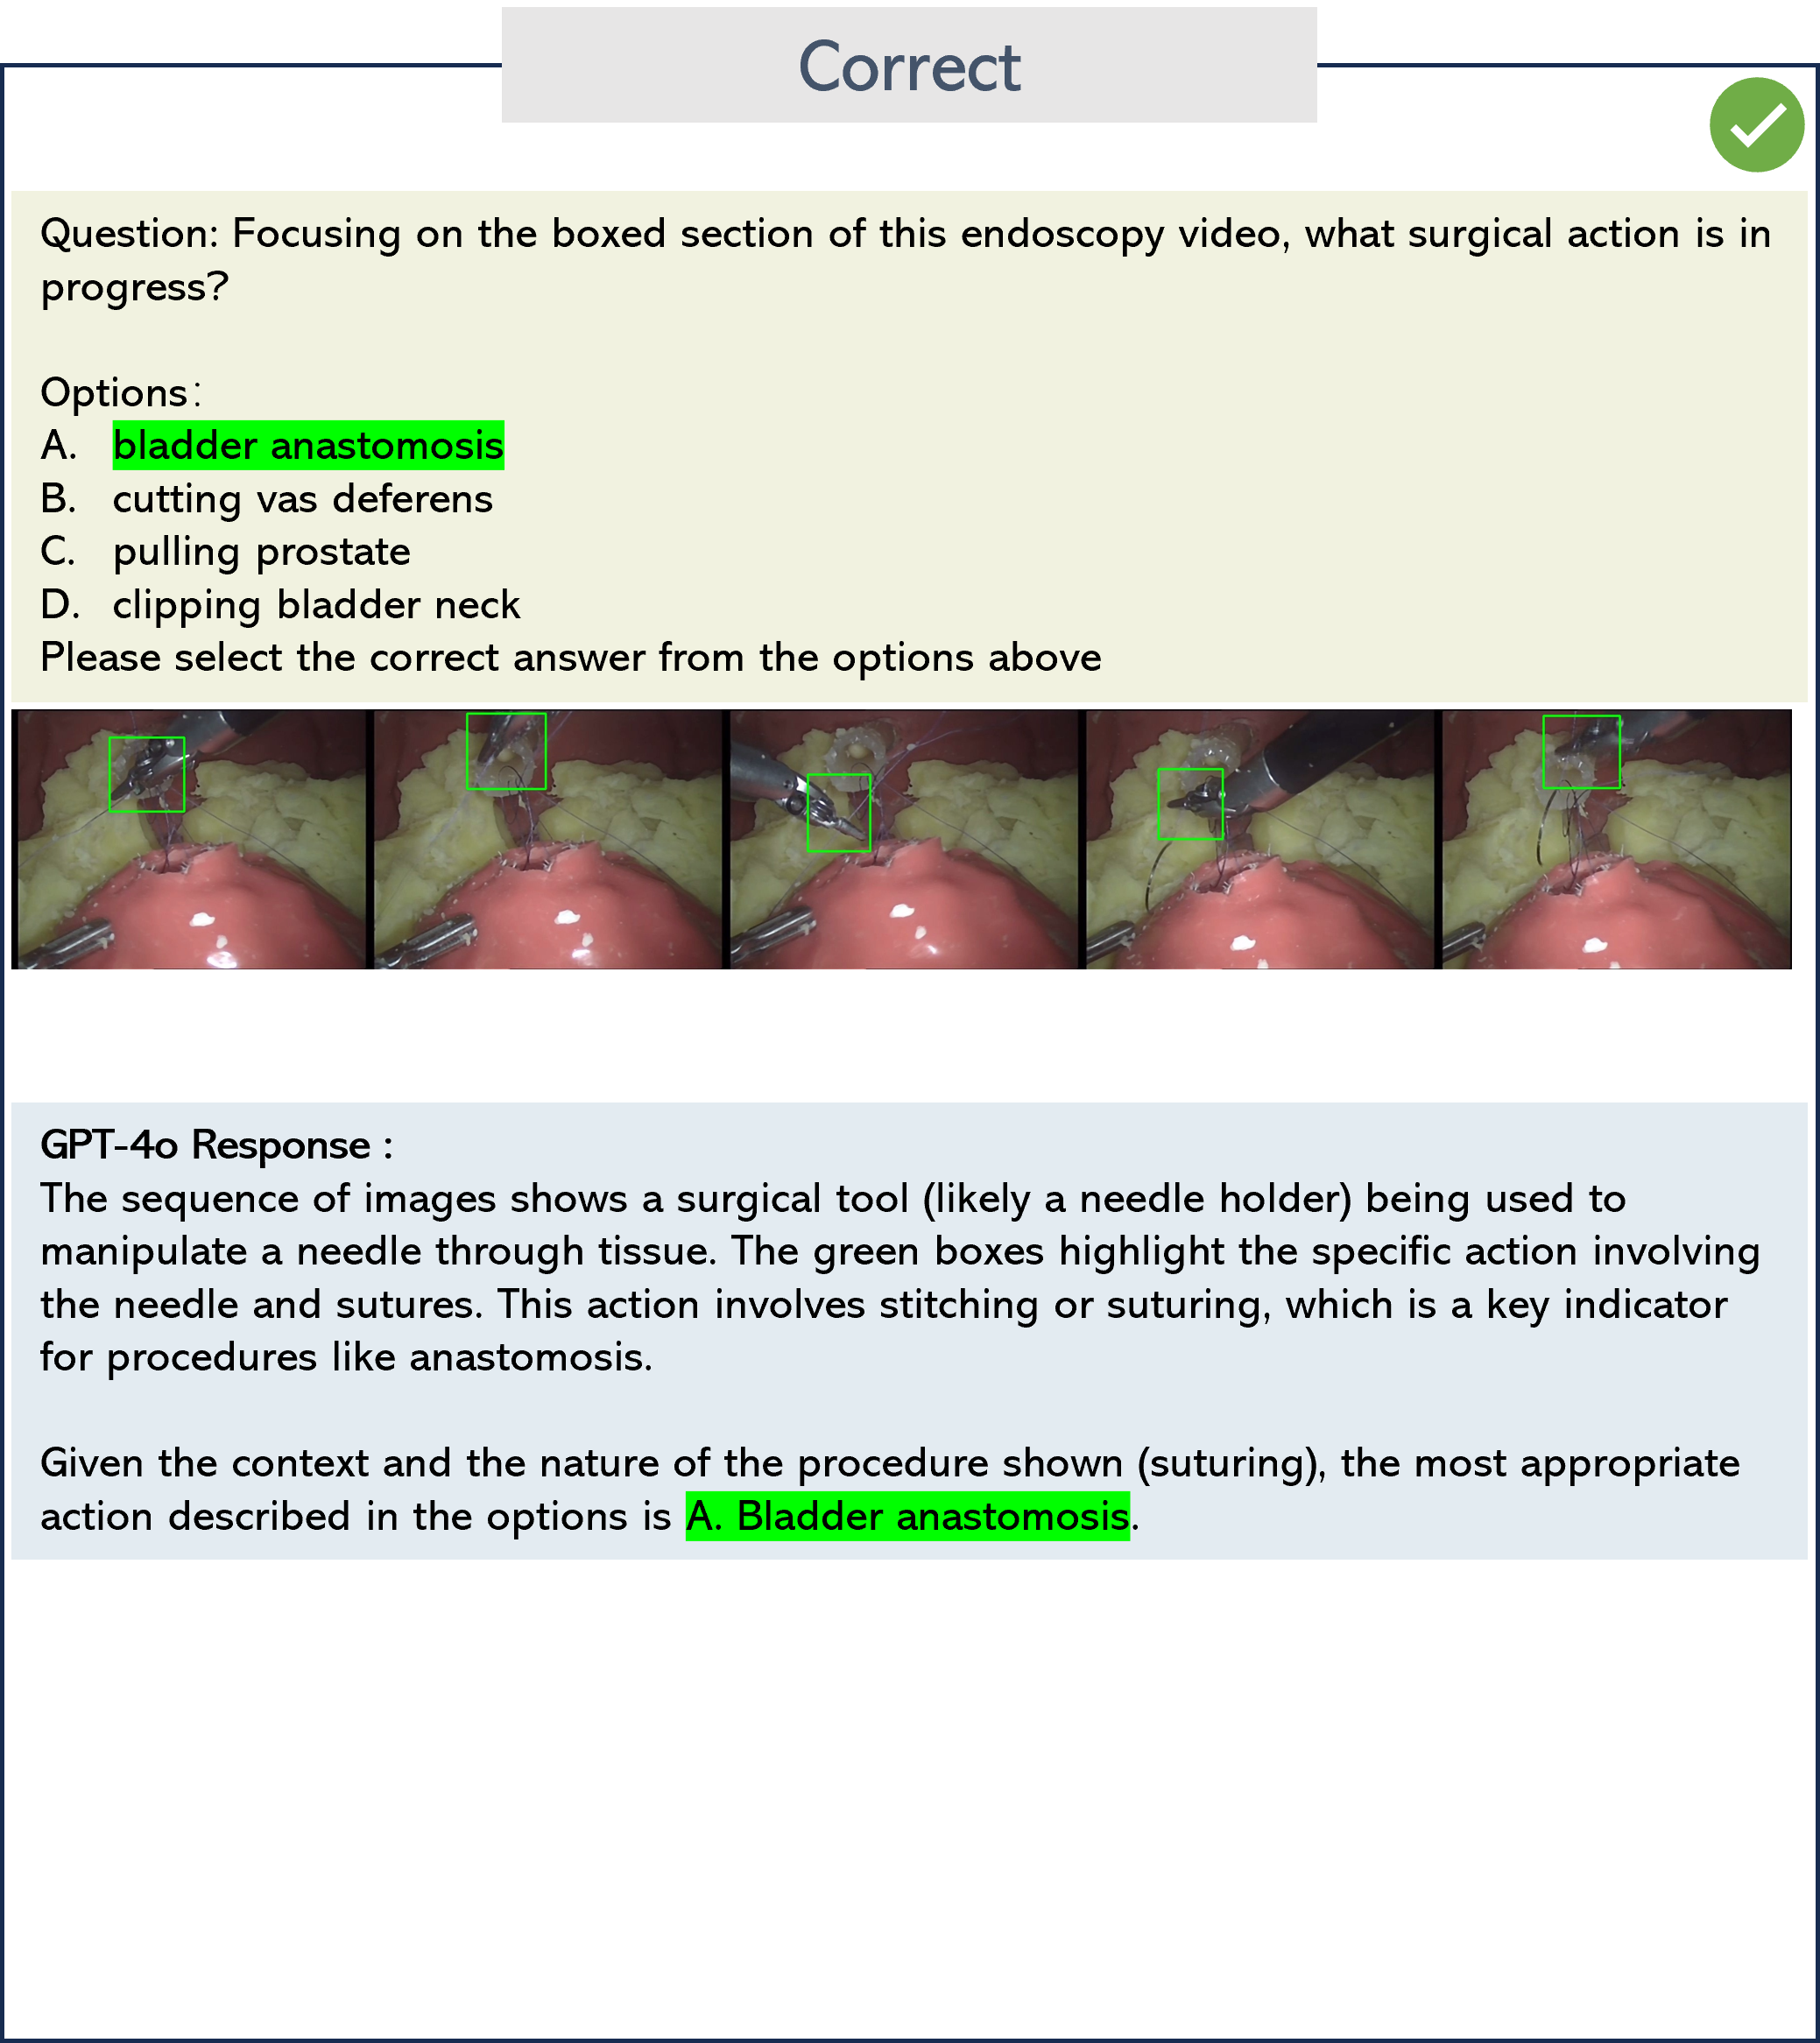 Correct
Question: Focusing on the boxed section of this endoscopy video, what surgical action is in
progress?
Options:
A. bladder anastomosis
B. cutting vas deferens
C. pulling prostate
D. clipping bladder neck
Please select the correct answer from the options above
GPT-4o Response :
The sequence of images shows a surgical tool (likely a needle holder) being used to
manipulate a needle through tissue. The green boxes highlight the specific action involving
the needle and sutures. This action involves stitching or suturing, which is a key indicator
for procedures like anastomosis.
Given the context and the nature of the procedure shown (suturing), the most appropriate
action described in the options is A. Bladder anastomosis.